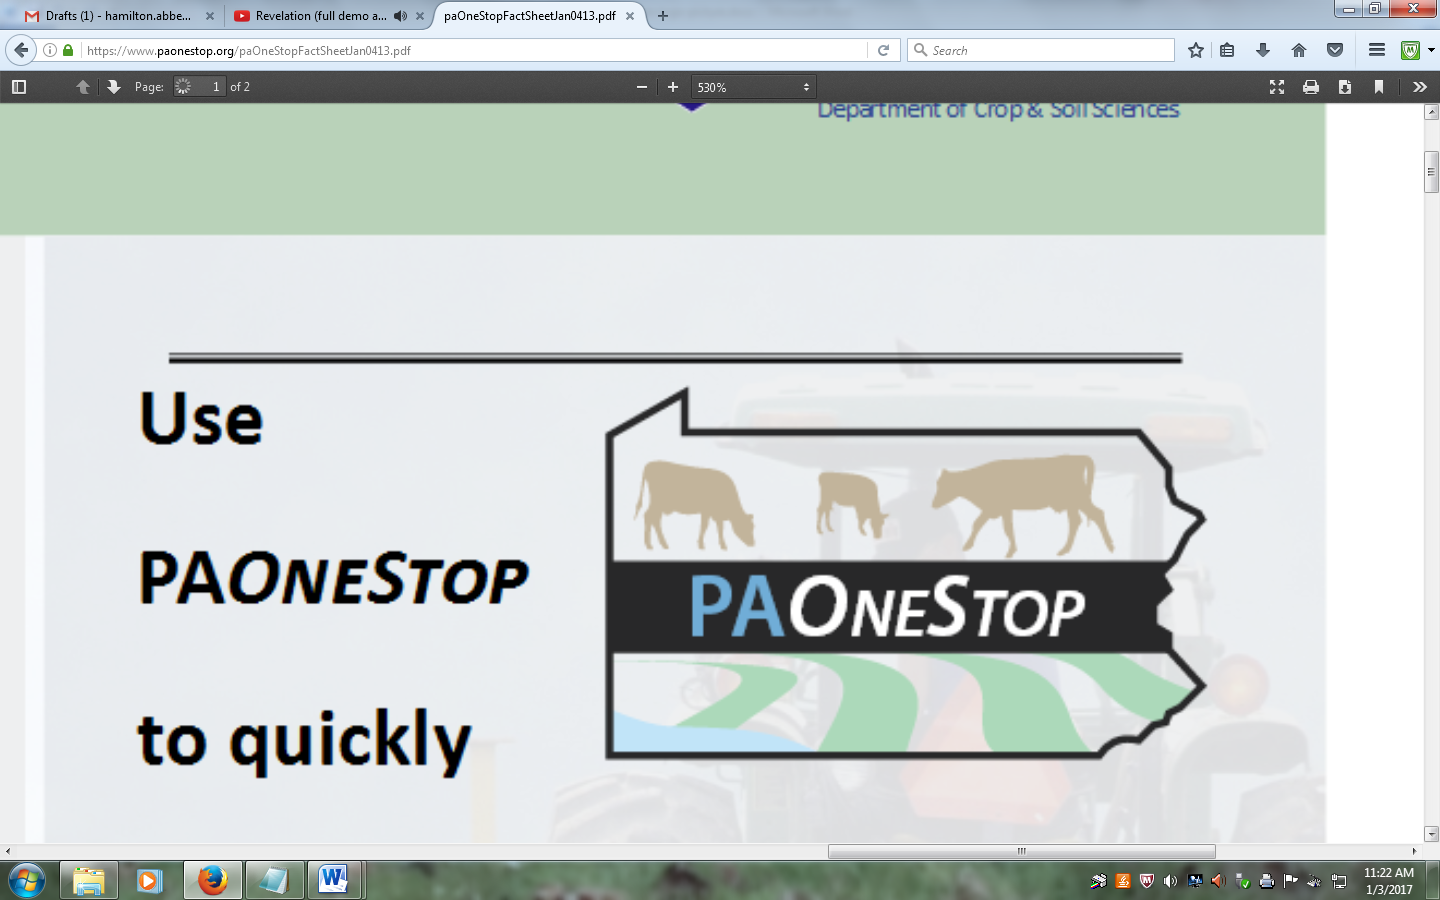 Drafts (1) - hamilton.abbe...
Revelation (full demo a...
paOneStopFactSheetJan0413.pdf
https://www.paonestop.org/paOneStopFactSheetJan0413.pdf
Search
Page: 1 of 2
530%
Department of Crop & Soil Sciences
Use
PAONESTOP
to quickly
PAONESTOP
11:22 AM
1/3/2017